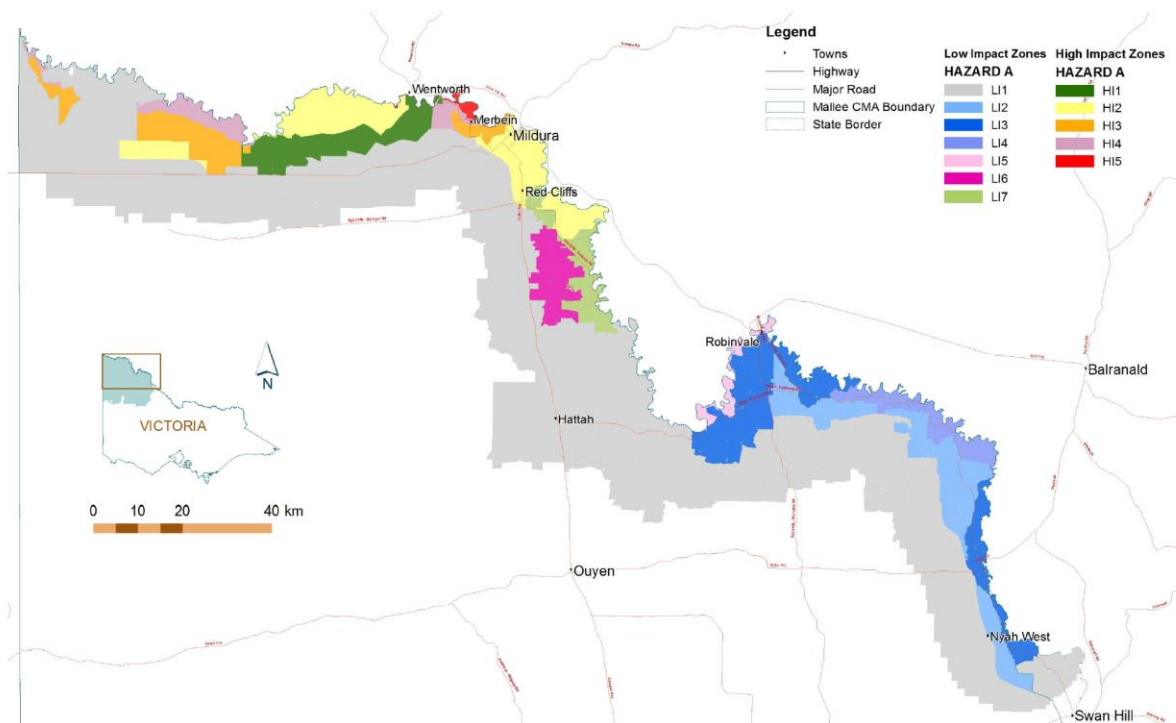 Legend
Towns
Highway
Major Road
Mallee CMA Boundary
State Border
Low Impact Zones
HAZARD A
LI1
LI2
LI3
LI4
LI5
LI6
LI7
High Impact Zones
HAZARD A
HI1
HI2
HI3
HI4
HI5
Wentworth
Merbein
Mildura
Red Cliffs
Robinvale
Balranald
Hattah
N
VICTORIA
0 10 20 40 km
Ouyen
Nyah West
Swan Hill